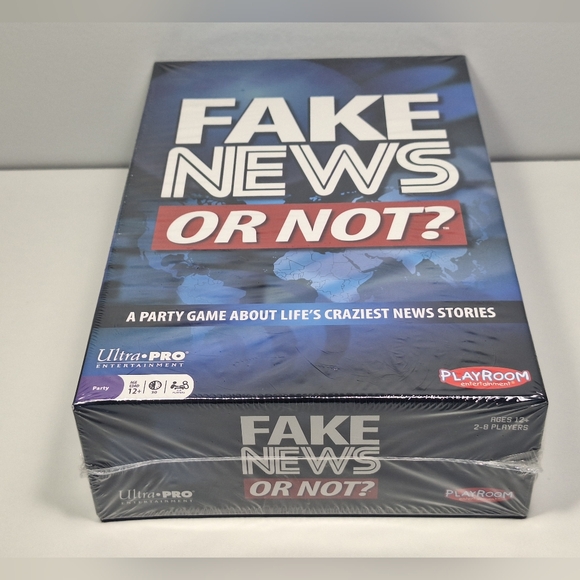 FAKE
NEWS
OR NOT?
A PARTY GAME ABOUT LIFE'S CRAZIEST NEWS STORIES
Ultra•PRO®
ENTERTAINMENT
Party
12+
PLAYROOM
entertainment®
FAKE
NEWS
OR NOT?
AGES 12+
2-8 PLAYERS
Ultra•PRO
ENTERTAINMENT
PLAYROOM